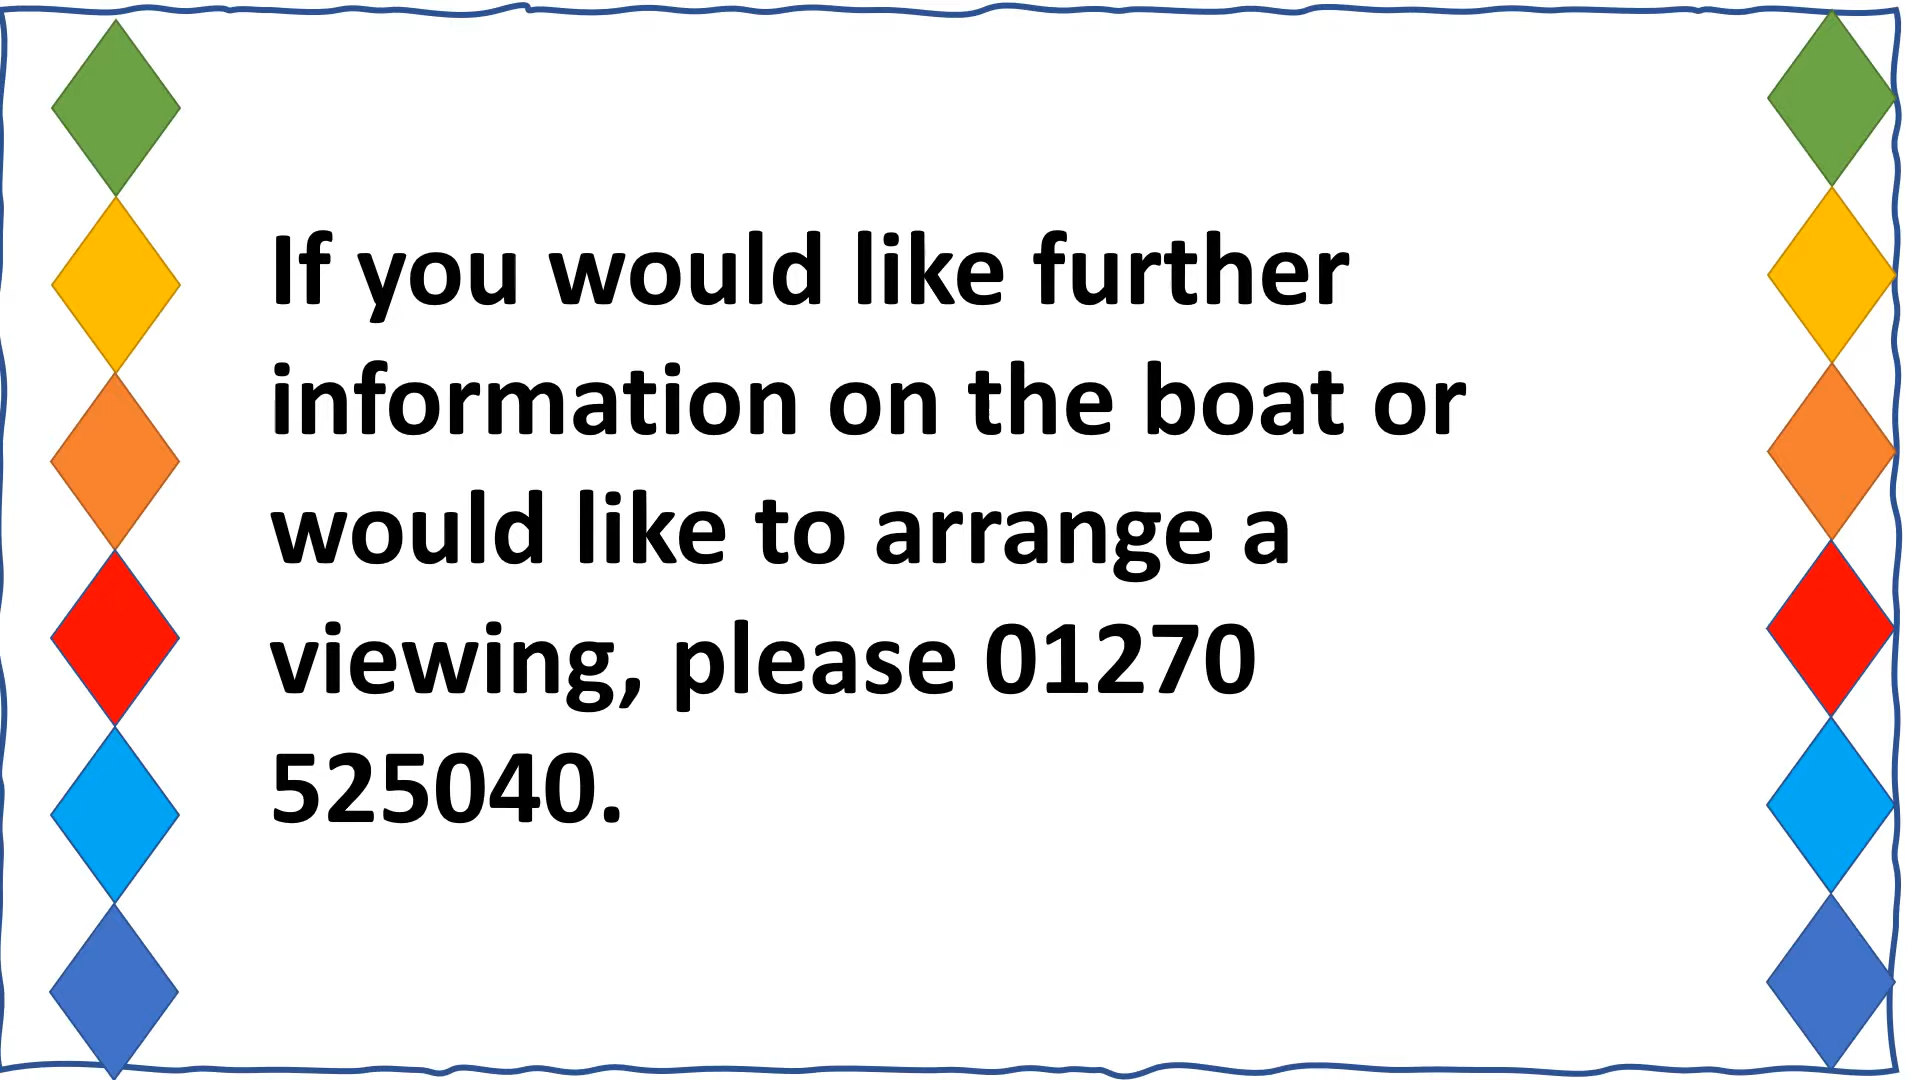 If you would like further
information on the boat or
would like to arrange a
viewing, please 01270
525040.